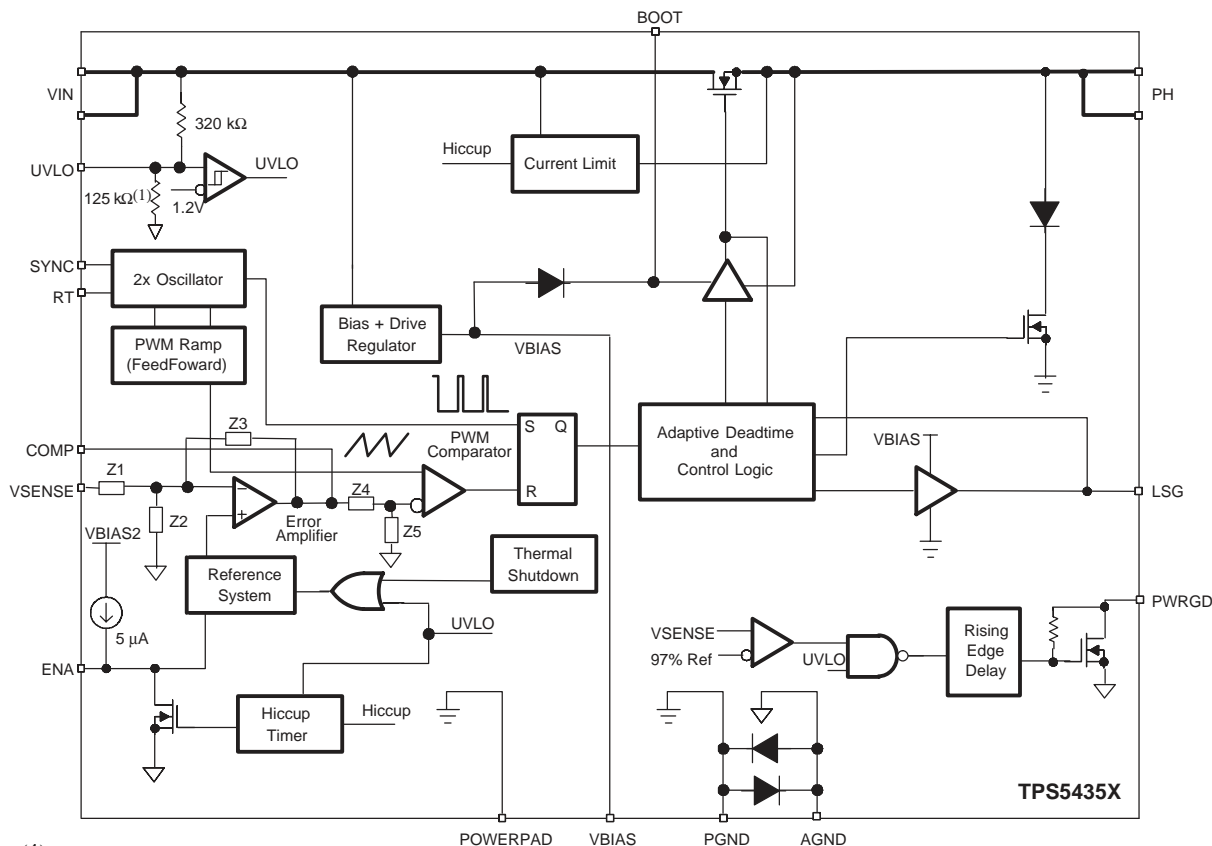 BOOT
VIN
PH
320 kΩ
Hiccup
Current Limit
UVLO
UVLO
125 kΩ(1)
1.2V
SYNC
2x Oscillator
RT
PWM Ramp
(FeedFoward)
Bias + Drive
Regulator
VBIAS
Z3
COMP
PWM
Comparator
S Q
R
Adaptive Deadtime
and
Control Logic
VBIAS
Z1
VSENSE
Z4
LSG
−
+
Z2
Error
Amplifier
Z5
VBIAS2
Reference
System
Thermal
Shutdown
5 μA
UVLO
PWRGD
VSENSE
97% Ref
UVLO
Rising
Edge
Delay
ENA
Hiccup
Timer
Hiccup
TPS5435X
POWERPAD
VBIAS
PGND
AGND